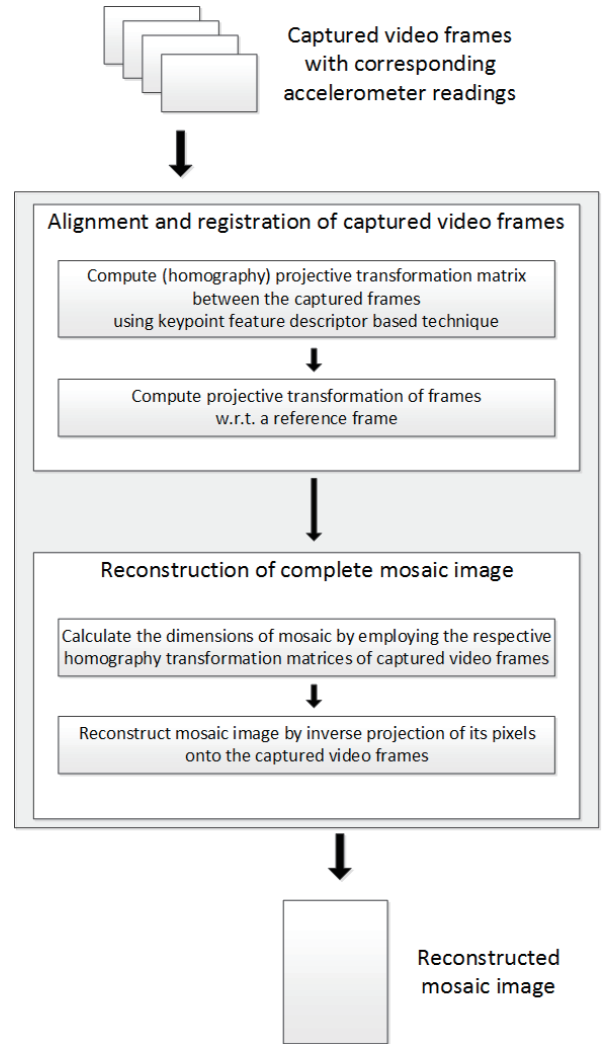 Captured video frames
with corresponding
accelerometer readings
Alignment and registration of captured video frames
Compute (homography) projective transformation matrix
between the captured frames
using keypoint feature descriptor based technique
Compute projective transformation of frames
w.r.t. a reference frame
Reconstruction of complete mosaic image
Calculate the dimensions of mosaic by employing the respective
homography transformation matrices of captured video frames
Reconstruct mosaic image by inverse projection of its pixels
onto the captured video frames
Reconstructed
mosaic image